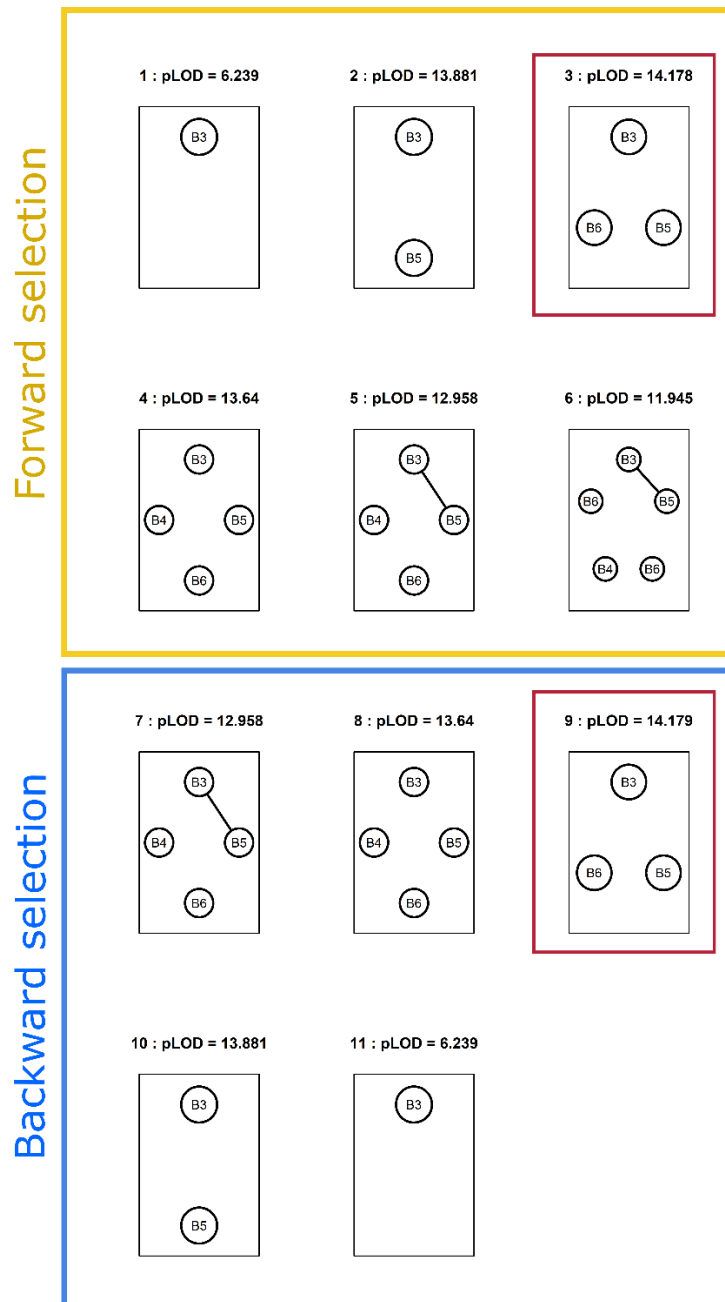 Forward selection
1 : pLOD = 6.239
2 : pLOD = 13.881
3 : pLOD = 14.178
B3
B3
B3
B6
B5
B5
4 : pLOD = 13.64
5 : pLOD = 12.958
6 : pLOD = 11.945
B3
B3
B3
B6
B5
B4
B5
B4
B5
B4
B6
B6
B6
Backward selection
7 : pLOD = 12.958
8 : pLOD = 13.64
9 : pLOD = 14.179
B3
B3
B3
B4
B5
B4
B5
B6
B5
B6
B6
10 : pLOD = 13.881
11 : pLOD = 6.239
B3
B3
B5